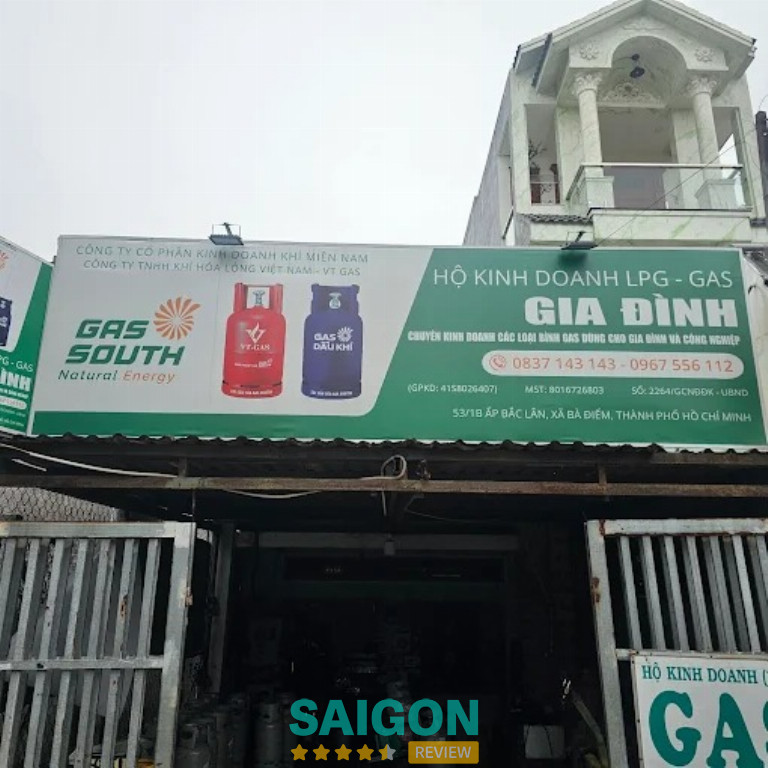 CÔNG TY CỔ PHẦN KINH DOANH KHÍ MIỀN NAM
CÔNG TY TNHH KHÍ HÓA LỎNG VIỆT NAM - VT GAS
GAS
SOUTH
Natural Energy
VT-GAS
GAS
DẦU KHÍ
HỘ KINH DOANH LPG - GAS
GIA ĐÌNH
CHUYÊN KINH DOANH CÁC LOẠI BÌNH GAS DÙNG CHO GIA ĐÌNH VÀ CÔNG NGHIỆP
0837 143 143 - 0967 556 112
(GPKD: 41S8026407) MST: 8016726803 SỐ: 2264/GCNĐĐK - UBND
53/1B ẤP BẮC LÂN, XÃ BÀ ĐIỂM, THÀNH PHỐ HỒ CHÍ MINH
PG - GAS
INH
HỘ KINH DOANH (
GAS
SAIGON
REVIEW